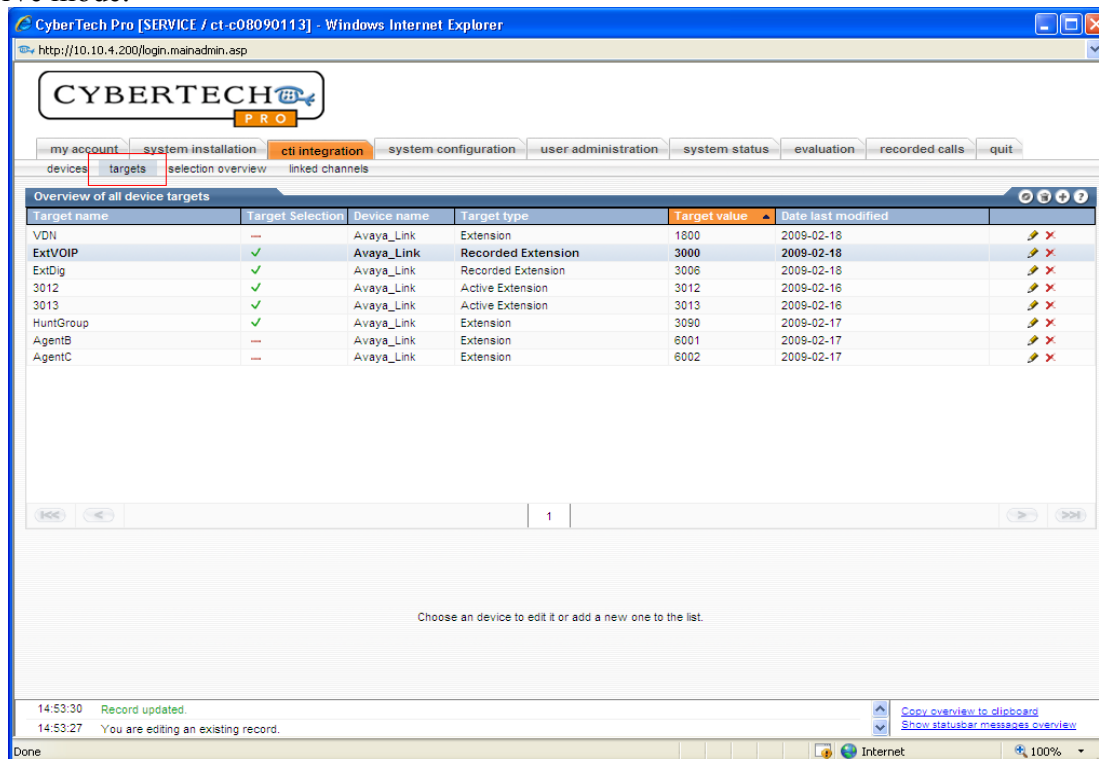 CyberTech Pro [SERVICE / ct-c08090113] - Windows Internet Explorer
http://10.10.4.200/login.mainadmin.asp
CYBERTECH
PRO
my account system installation cti integration system configuration user administration system status evaluation recorded calls quit
devices targets selection overview linked channels
Overview of all device targets
Target name Target Selection Device name Target type Target value Date last modified
VDN Avaya_Link Extension 1800 2009-02-18
ExtVOIP Avaya_Link Recorded Extension 3000 2009-02-18
ExtDig Avaya_Link Recorded Extension 3006 2009-02-18
3012 Avaya_Link Active Extension 3012 2009-02-16
3013 Avaya_Link Active Extension 3013 2009-02-16
HuntGroup Avaya_Link Extension 3090 2009-02-17
AgentB Avaya_Link Extension 6001 2009-02-17
AgentC Avaya_Link Extension 6002 2009-02-17
1
Choose an device to edit it or add a new one to the list.
14:53:30 Record updated.
Copy overview to clipboard
14:53:27 You are editing an existing record.
Show statusbar messages overview
Done Internet 100%